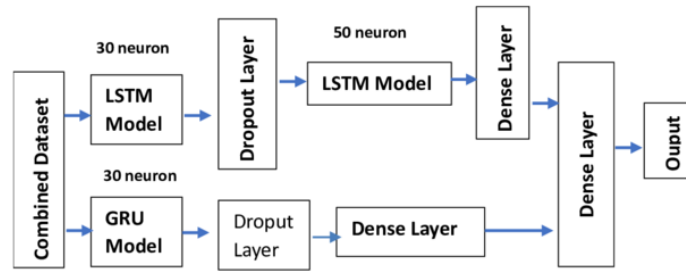 30 neuron
50 neuron
Combined Dataset
LSTM
Model
Dropout Layer
LSTM Model
Dense Layer
Dense Layer
Ouput
30 neuron
GRU
Model
Droput
Layer
Dense Layer